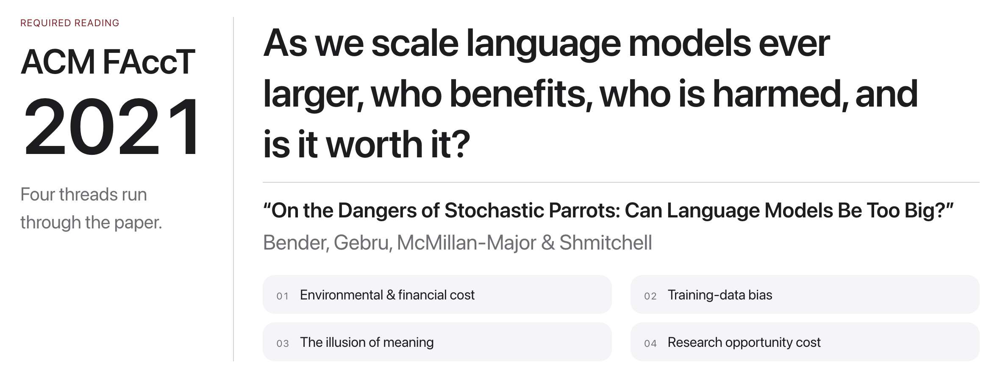 REQUIRED READING
ACM FAccT
2021
Four threads run
through the paper.
As we scale language models ever
larger, who benefits, who is harmed, and
is it worth it?
“On the Dangers of Stochastic Parrots: Can Language Models Be Too Big?”
Bender, Gebru, McMillan-Major & Shmitchell
01 Environmental & financial cost
02 Training-data bias
03 The illusion of meaning
04 Research opportunity cost